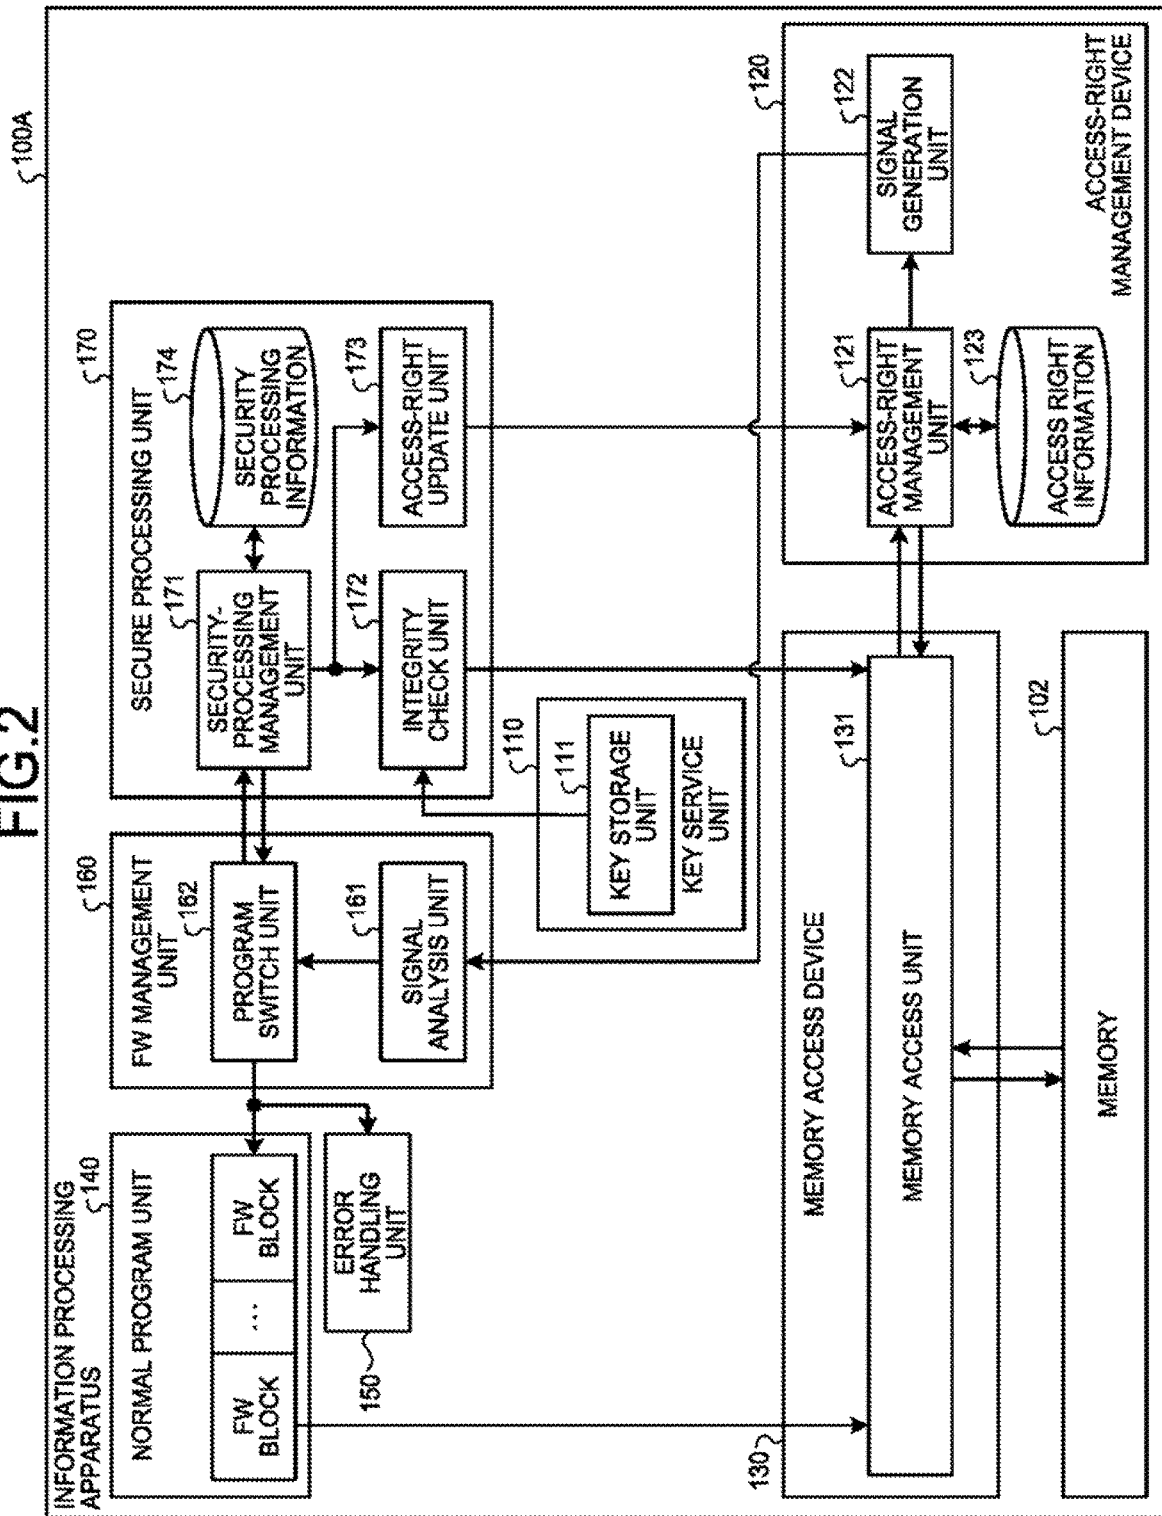 FIG.2
100A
INFORMATION PROCESSING
APPARATUS
140
NORMAL PROGRAM UNIT
FW
BLOCK
...
FW
BLOCK
ERROR
HANDLING
UNIT
150
160
FW MANAGEMENT
UNIT
162
PROGRAM
SWITCH UNIT
161
SIGNAL
ANALYSIS UNIT
170
SECURE PROCESSING UNIT
171
SECURITY-
PROCESSING
MANAGEMENT
UNIT
174
SECURITY
PROCESSING
INFORMATION
172
INTEGRITY
CHECK UNIT
173
ACCESS-RIGHT
UPDATE UNIT
110
111
KEY STORAGE
UNIT
KEY SERVICE
UNIT
130
MEMORY ACCESS DEVICE
131
MEMORY ACCESS UNIT
102
MEMORY
120
121
ACCESS-RIGHT
MANAGEMENT
UNIT
122
SIGNAL
GENERATION
UNIT
123
ACCESS RIGHT
INFORMATION
ACCESS-RIGHT
MANAGEMENT DEVICE